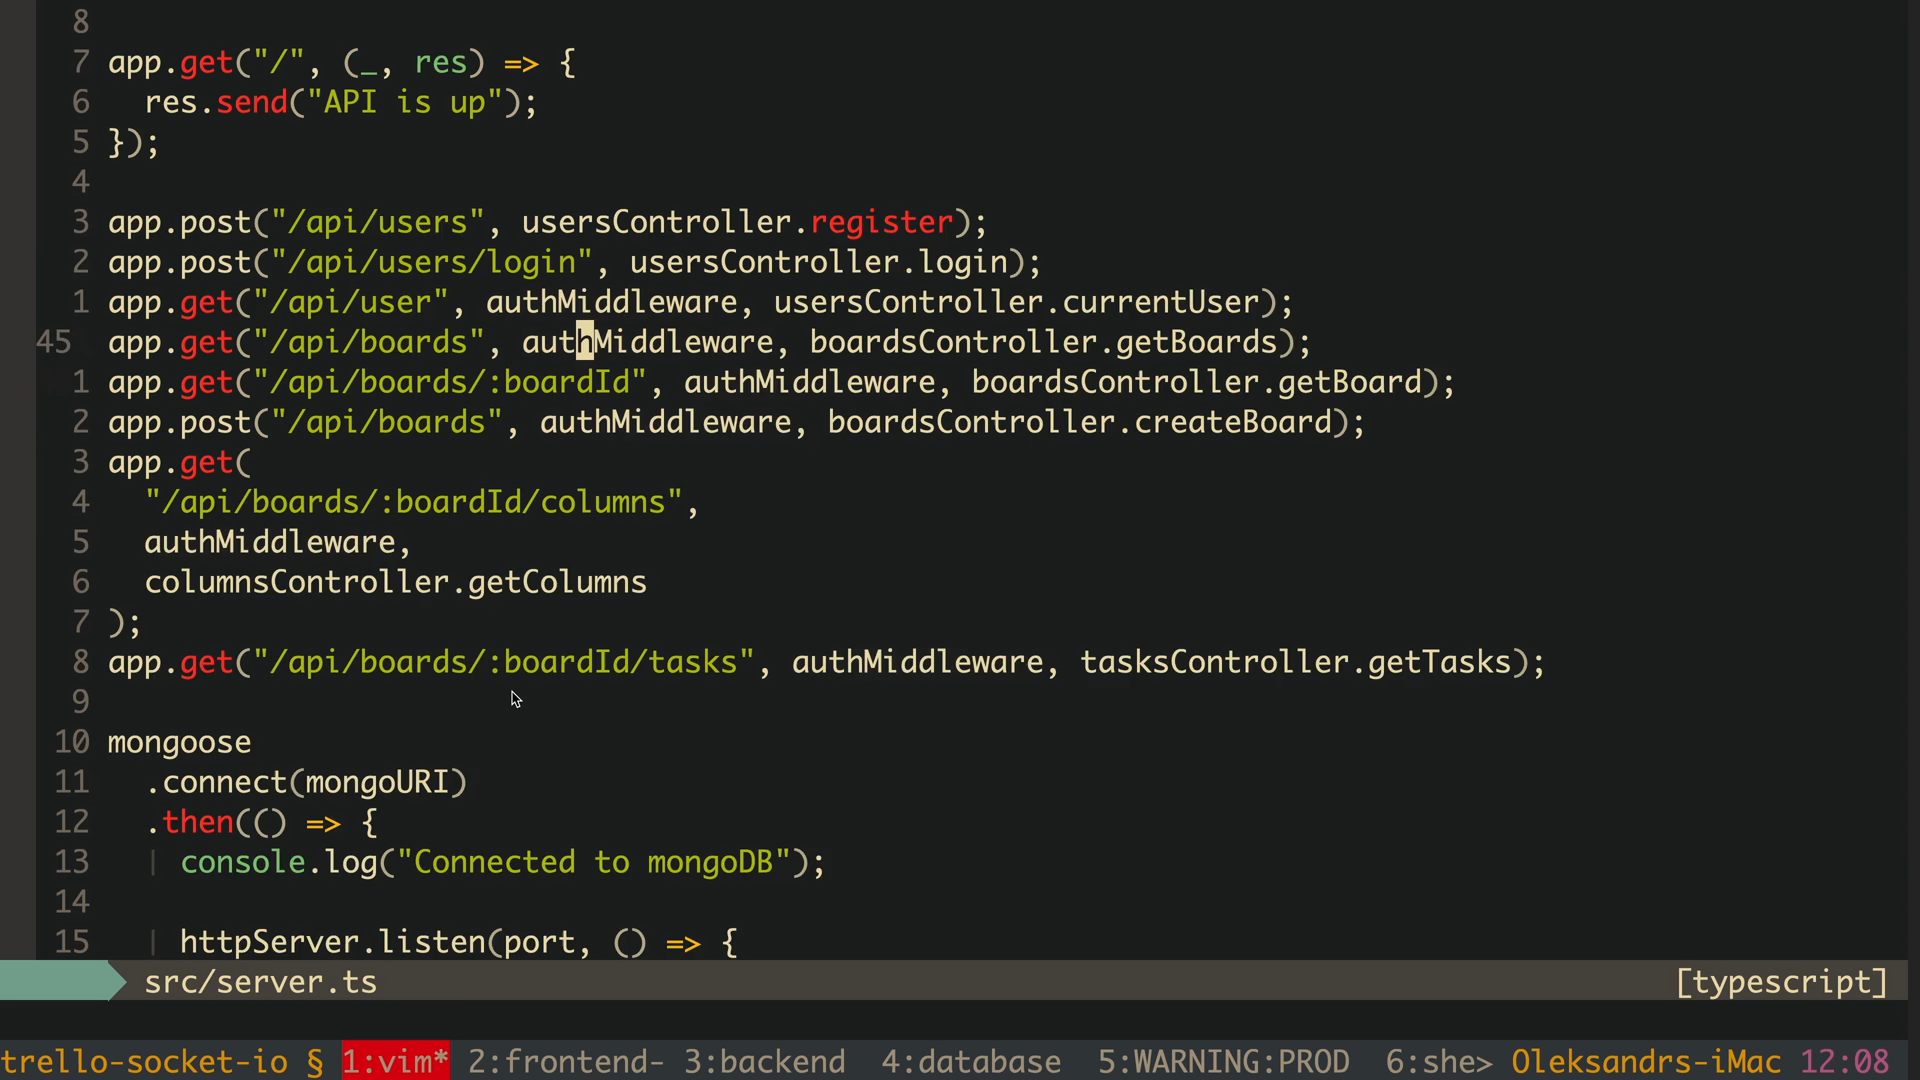 8
7 app.get("/", (_, res) => {
6   res.send("API is up");
5 });
4
3 app.post("/api/users", usersController.register);
2 app.post("/api/users/login", usersController.login);
1 app.get("/api/user", authMiddleware, usersController.currentUser);
45 app.get("/api/boards", authMiddleware, boardsController.getBoards);
1 app.get("/api/boards/:boardId", authMiddleware, boardsController.getBoard);
2 app.post("/api/boards", authMiddleware, boardsController.createBoard);
3 app.get(
4   "/api/boards/:boardId/columns",
5   authMiddleware,
6   columnsController.getColumns
7 );
8 app.get("/api/boards/:boardId/tasks", authMiddleware, tasksController.getTasks);
9
10 mongoose
11   .connect(mongoURI)
12   .then(() => {
13   | console.log("Connected to mongoDB");
14
15   | httpServer.listen(port, () => {
src/server.ts [typescript]
trello-socket-io § 1:vim* 2:frontend- 3:backend 4:database 5:WARNING:PROD 6:she> Oleksandrs-iMac 12:08